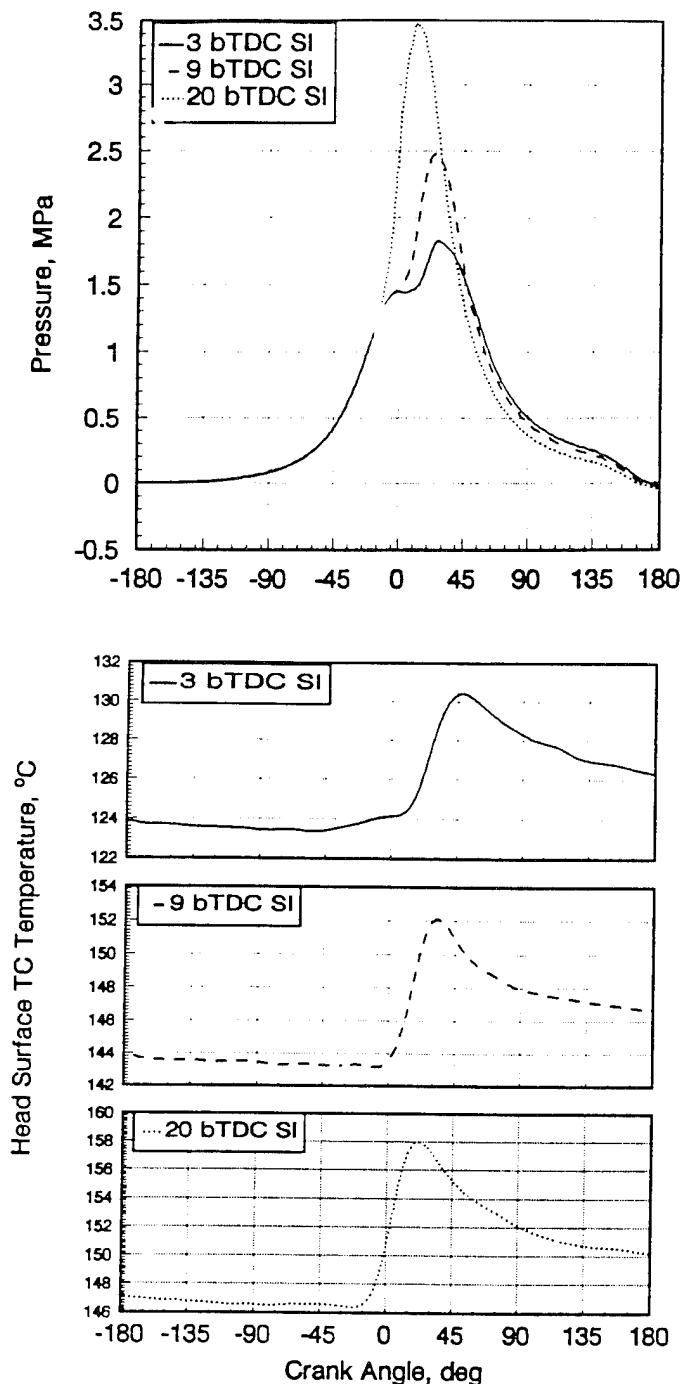 3.5
3 bTDC SI
9 bTDC SI
20 bTDC SI
3
2.5
2
1.5
1
0.5
0
-0.5
Pressure, MPa
-180 -135 -90 -45 0 45 90 135 180
132
3 bTDC SI
130
128
126
124
122
154
9 bTDC SI
152
150
148
146
144
142
160
20 bTDC SI
158
156
154
152
150
148
146
Head Surface TC Temperature, ºC
-180 -135 -90 -45 0 45 90 135 180
Crank Angle, deg